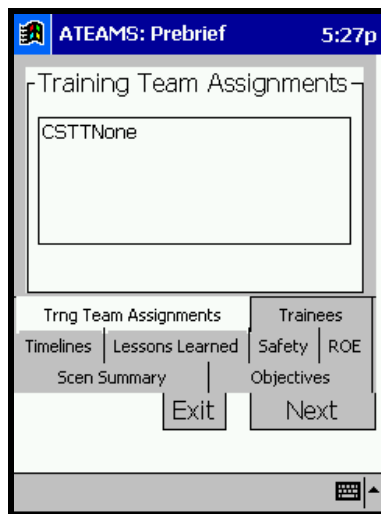 ATEAMS: Prebrief 5:27p
Training Team Assignments
CSTTNone
Trng Team Assignments Trainees
Timelines Lessons Learned Safety ROE
Scen Summary Objectives
Exit Next